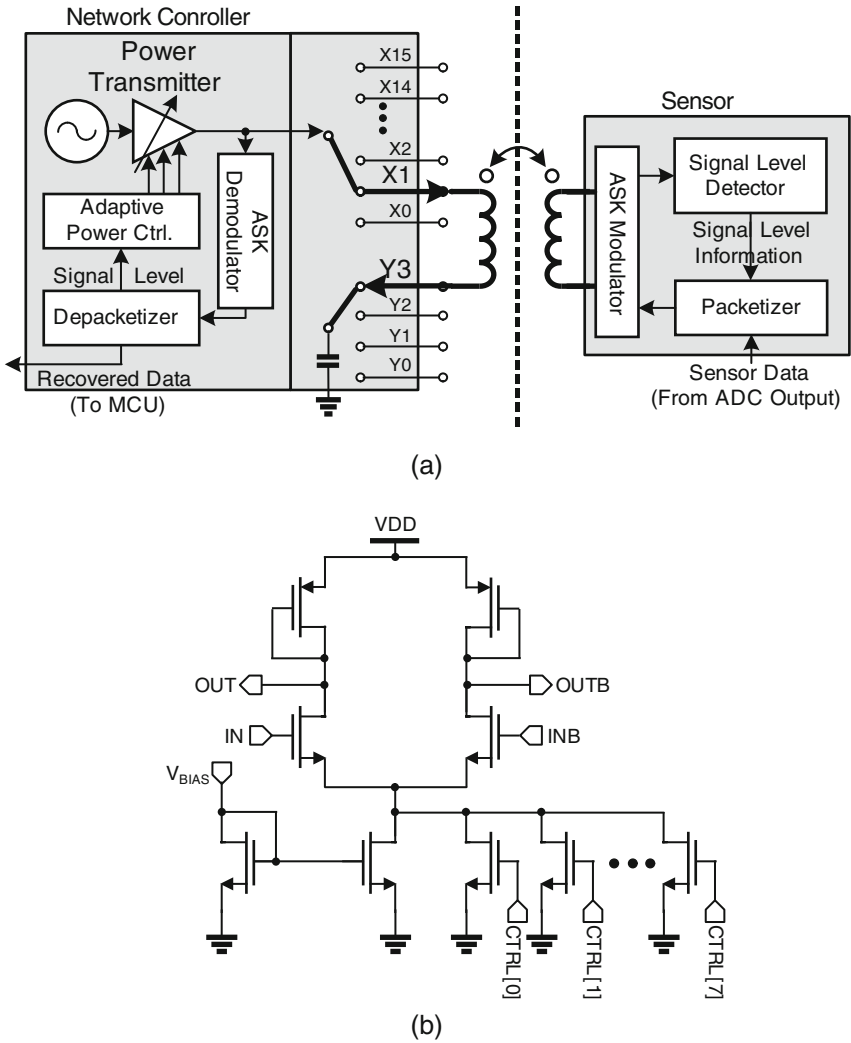 Network Conroller
Power
Transmitter
Adaptive
Power Ctrl.
Signal Level
Depacketizer
ASK
Demodulator
Recovered Data
(To MCU)
X15
X14
X2
X1
X0
Y3
Y2
Y1
Y0
Sensor
ASK Modulator
Signal Level
Detector
Signal Level
Information
Packetizer
Sensor Data
(From ADC Output)
(a)
VDD
OUT
OUTB
IN
INB
VBIAS
CTRL[0]
CTRL[1]
CTRL[7]
(b)